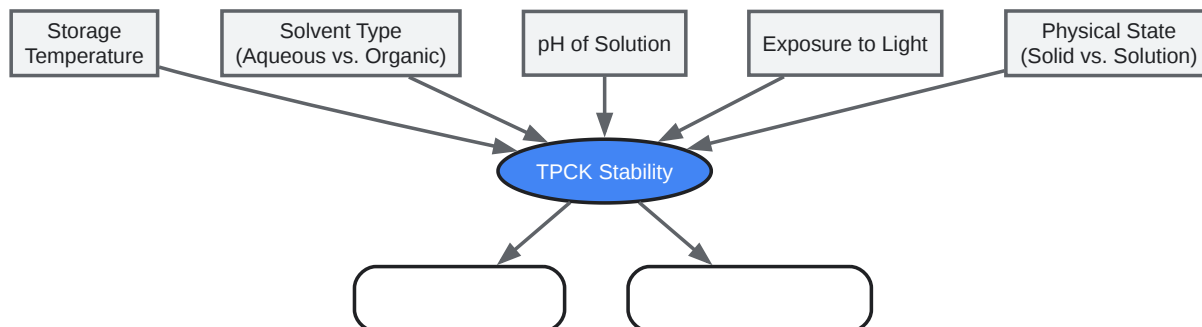 Storage
Temperature
Solvent Type
(Aqueous vs. Organic)
pH of Solution
Exposure to Light
Physical State
(Solid vs. Solution)
TPCK Stability